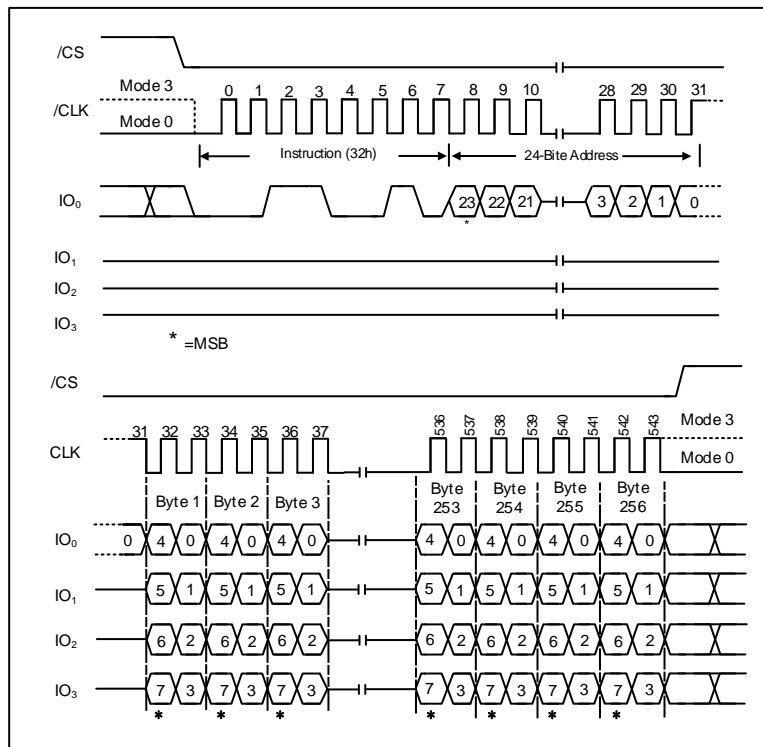 /CS
Mode 3
0 1 2 3 4 5 6 7 8 9 10 28 29 30 31
/CLK
Mode 0
Instruction (32h) 24-Bite Address
IO₀ 23 22 21 3 2 1 0
*
IO₁
IO₂
IO₃
* =MSB
/CS
31 32 33 34 35 36 37 536 537 538 539 540 541 542 543 Mode 3
CLK
Mode 0
Byte 1 Byte 2 Byte 3 Byte 253 Byte 254 Byte 255 Byte 256
IO₀ 0 4 0 4 0 4 0 4 0 4 0 4 0 4 0
IO₁ 5 1 5 1 5 1 5 1 5 1 5 1 5 1
IO₂ 6 2 6 2 6 2 6 2 6 2 6 2 6 2
IO₃ 7 3 7 3 7 3 7 3 7 3 7 3 7 3
* * * * * * *